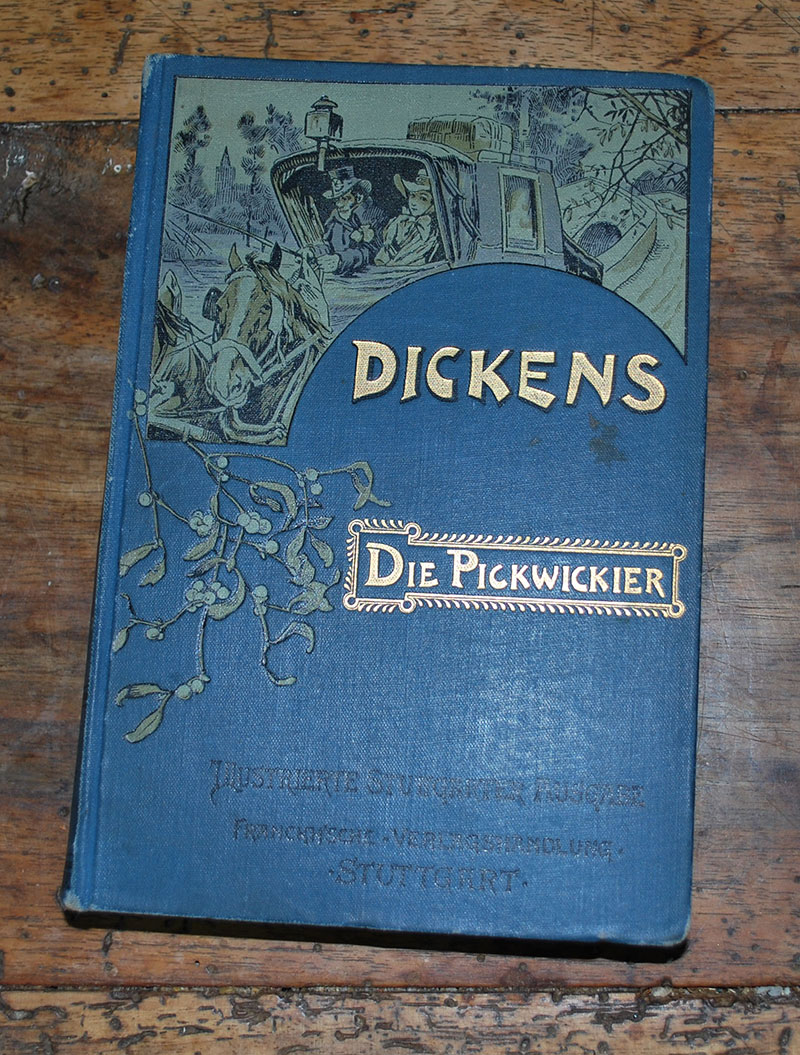 DICKENS
DIE PICKWICKIER
ILLUSTRIERTE STUTTGARTER AUSGABE
FRANCKH'SCHE · VERLAGSHANDLUNG ·
· STUTTGART ·